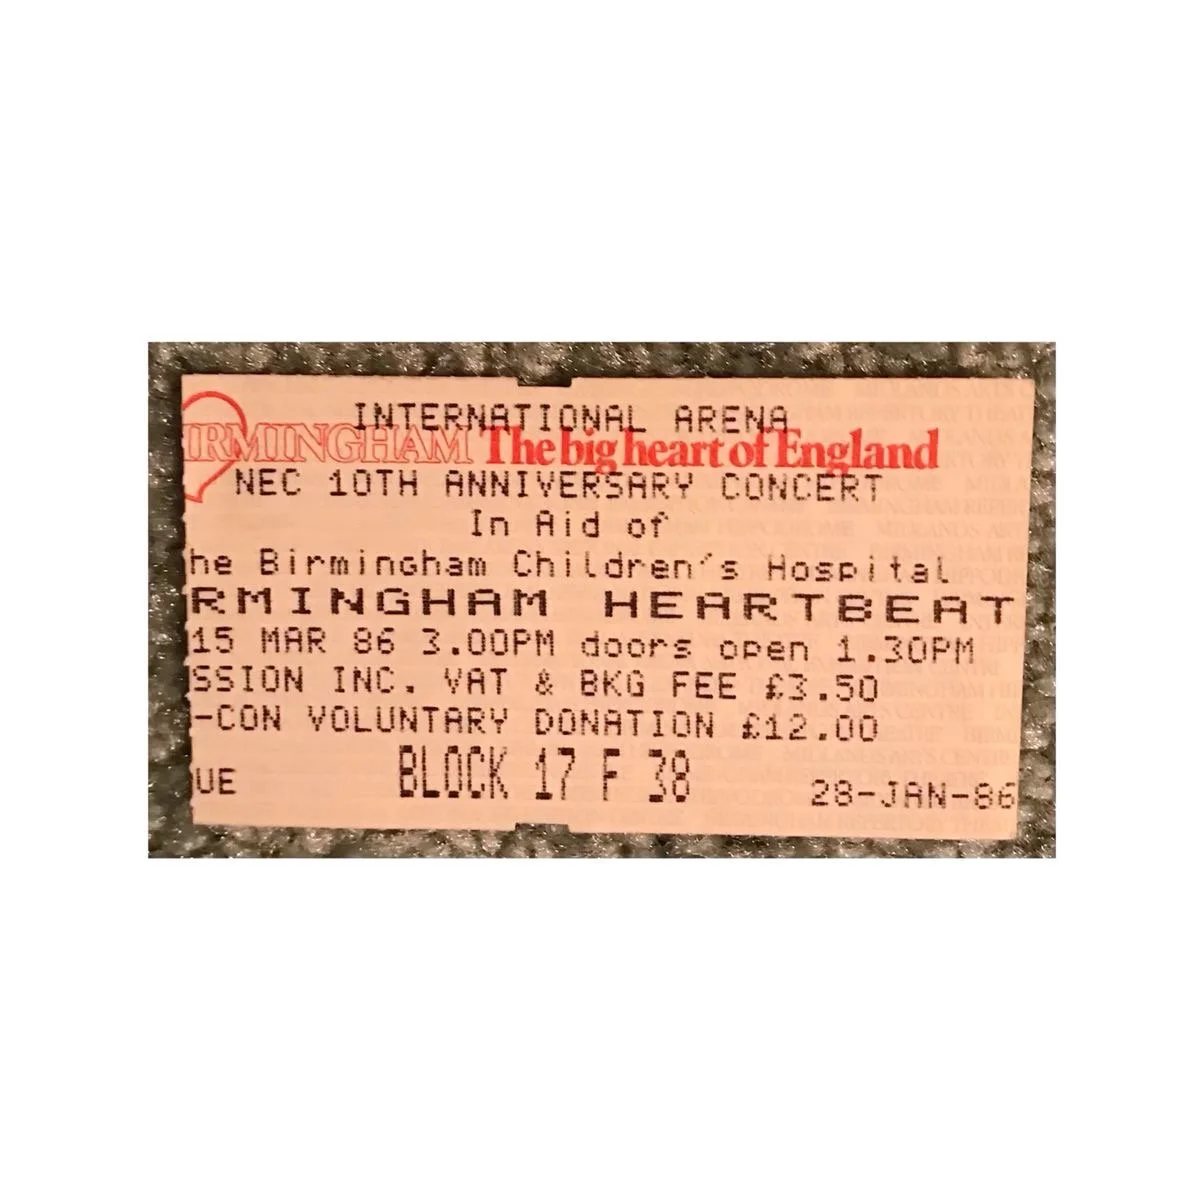 INTERNATIONAL ARENA
IRMINGHAM The big heart of England
NEC 10TH ANNIVERSARY CONCERT
In Aid of
he Birmingham Children's Hospital
RMINGHAM HEARTBEAT
15 MAR 86 3.00PM doors open 1.30PM
SSION INC. VAT & BKG FEE £3.50
-CON VOLUNTARY DONATION £12.00
BLOCK 17 F 38
UE 28-JAN-86